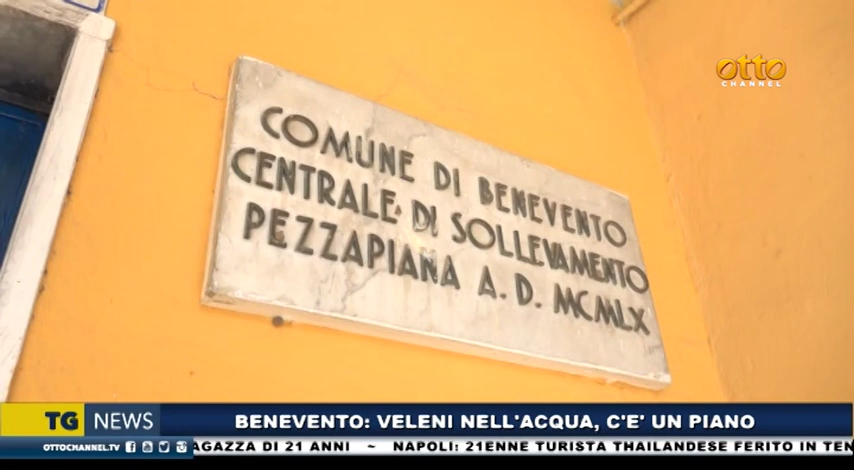 otto
CHANNEL
COMUNE DI BENEVENTO
CENTRALE DI SOLLEVAMENTO
PEZZAPIANA A. D. MCMLX
TG NEWS
BENEVENTO: VELENI NELL'ACQUA, C'E' UN PIANO
OTTOCHANNEL.TV
AGAZZA DI 21 ANNI ~ NAPOLI: 21ENNE TURISTA THAILANDESE FERITO IN TEN